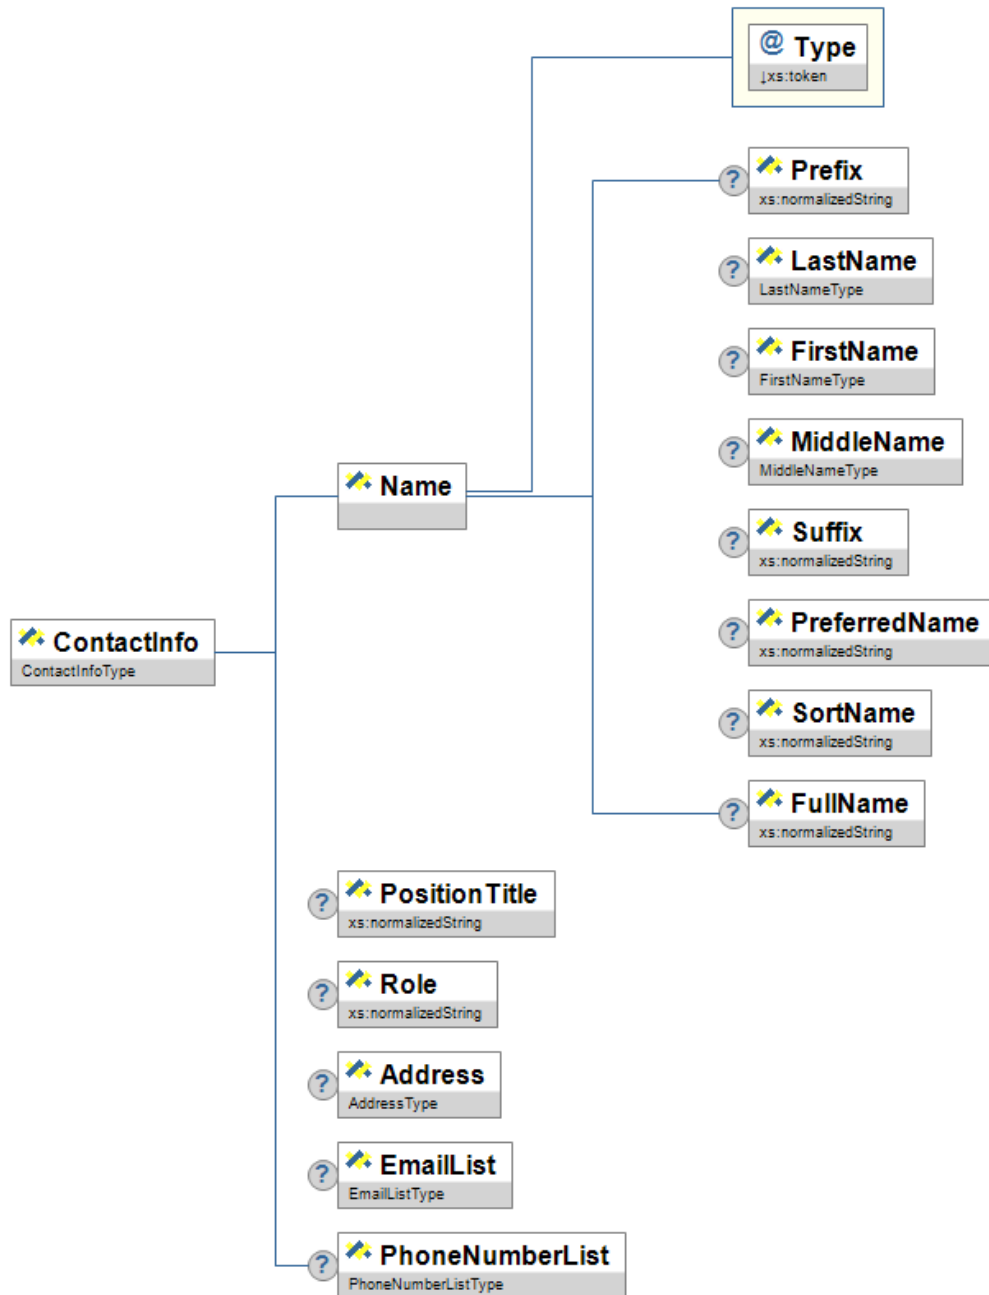 @ Type
↓xs:token
? Prefix
xs:normalizedString
? LastName
LastNameType
? FirstName
FirstNameType
? MiddleName
MiddleNameType
Name
? Suffix
xs:normalizedString
? PreferredName
xs:normalizedString
ContactInfo
ContactInfoType
? SortName
xs:normalizedString
? FullName
xs:normalizedString
? PositionTitle
xs:normalizedString
? Role
xs:normalizedString
? Address
AddressType
? EmailList
EmailListType
? PhoneNumberList
PhoneNumberListType